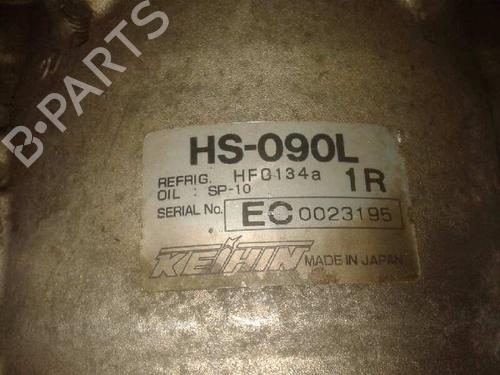 B-PARTS
HS-090L
REFRIG. HFC134a 1R
OIL : SP-10
SERIAL No. EC 0023195
KEIHIN MADE IN JAPAN